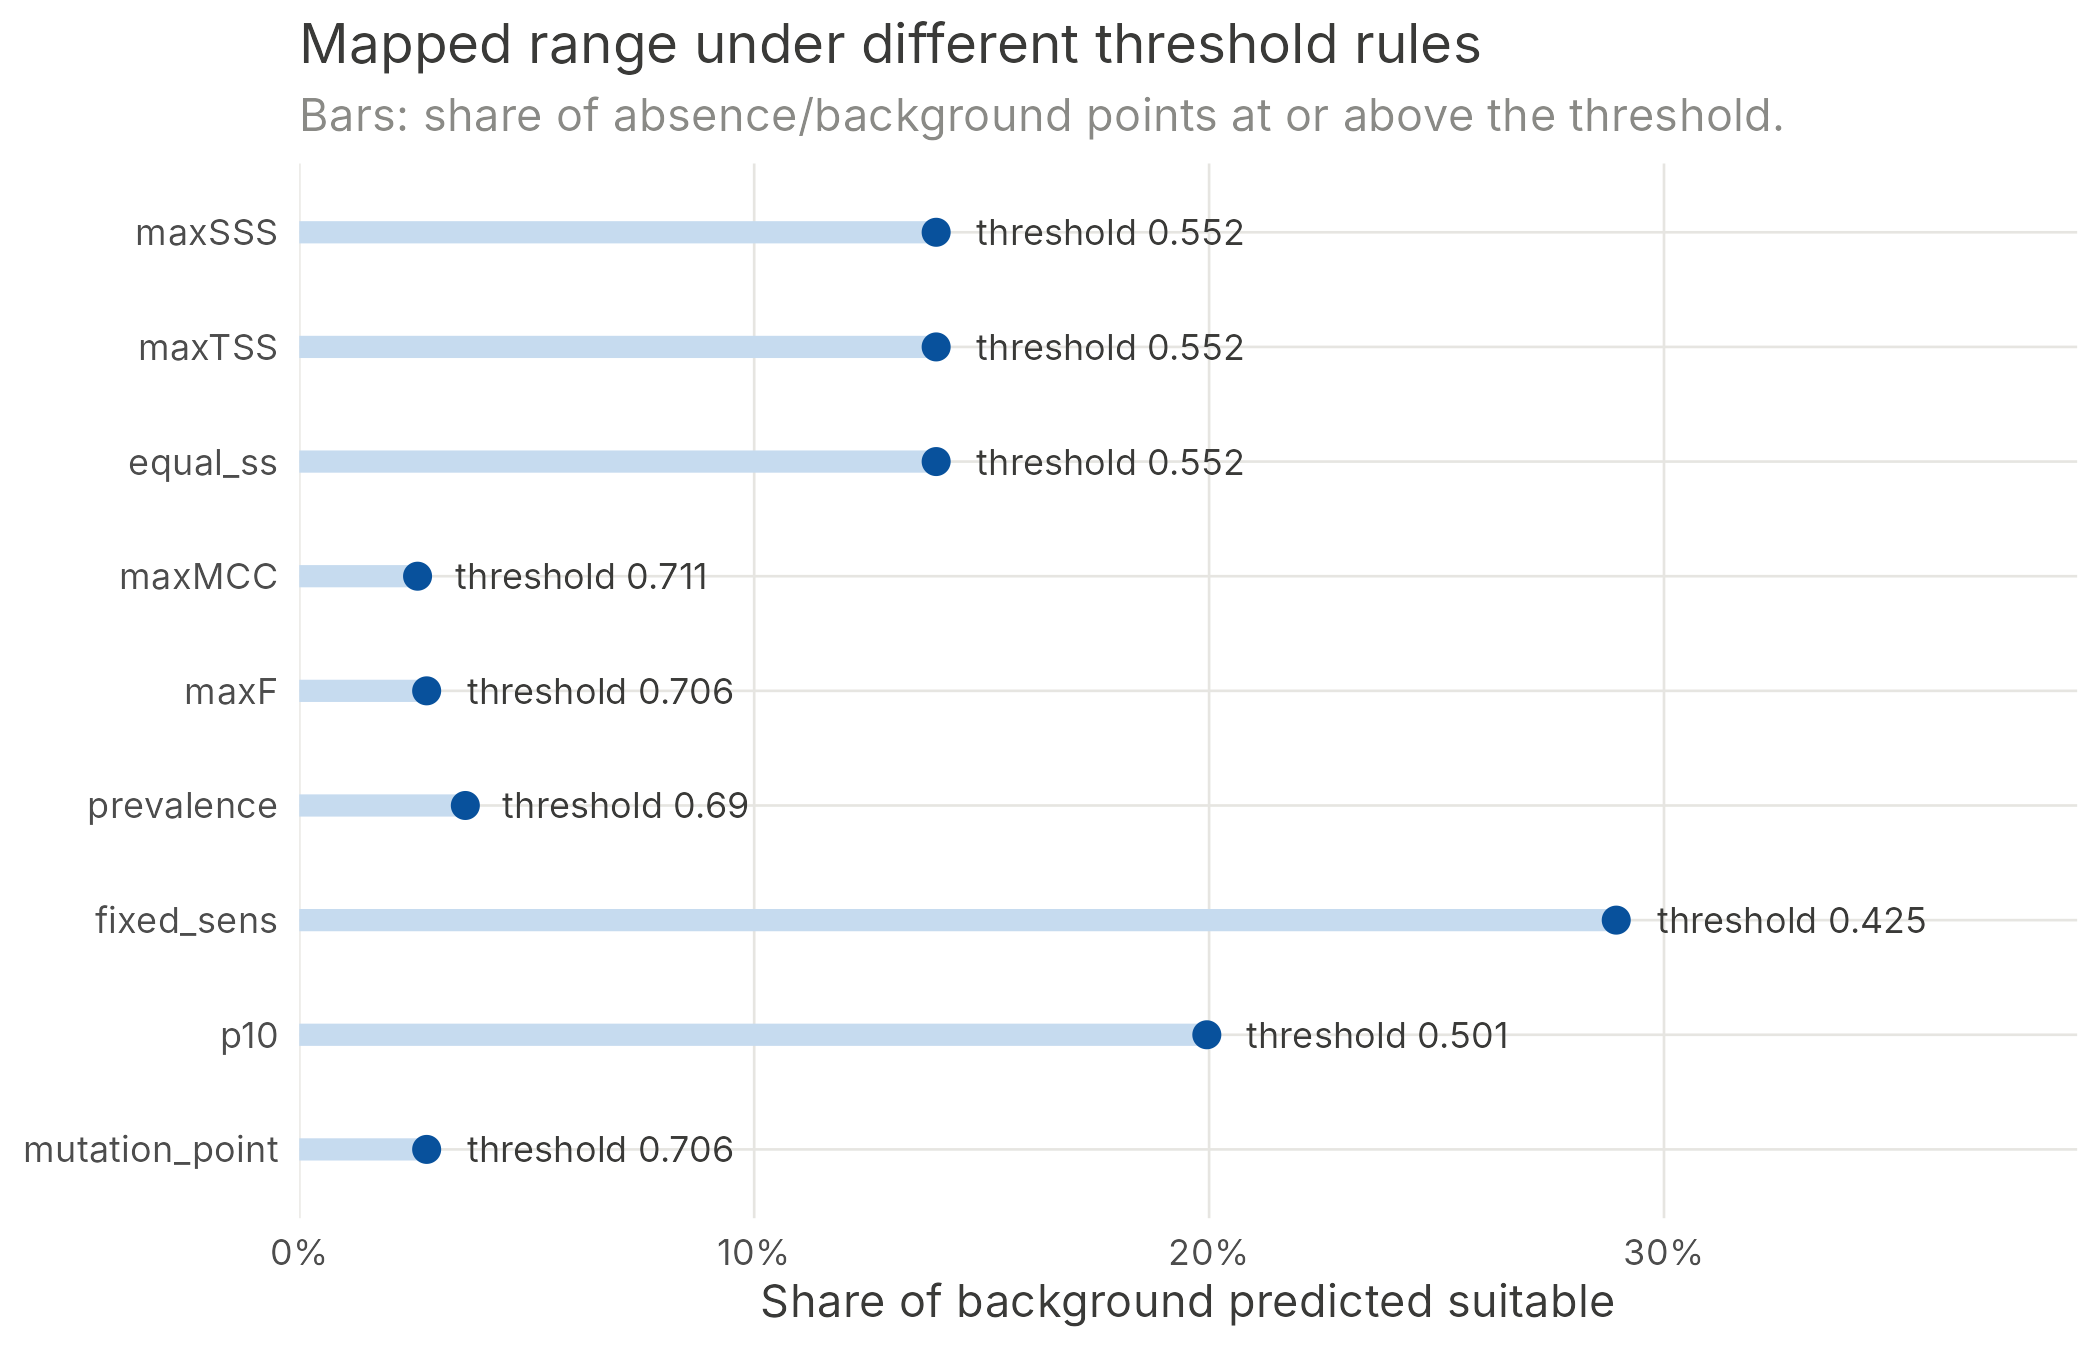 Mapped range under different threshold rules
Bars: share of absence/background points at or above the threshold.
maxSSS threshold 0.552
maxTSS threshold 0.552
equal_ss threshold 0.552
maxMCC threshold 0.711
maxF threshold 0.706
prevalence threshold 0.69
fixed_sens threshold 0.425
p10 threshold 0.501
mutation_point threshold 0.706
0% 10% 20% 30%
Share of background predicted suitable